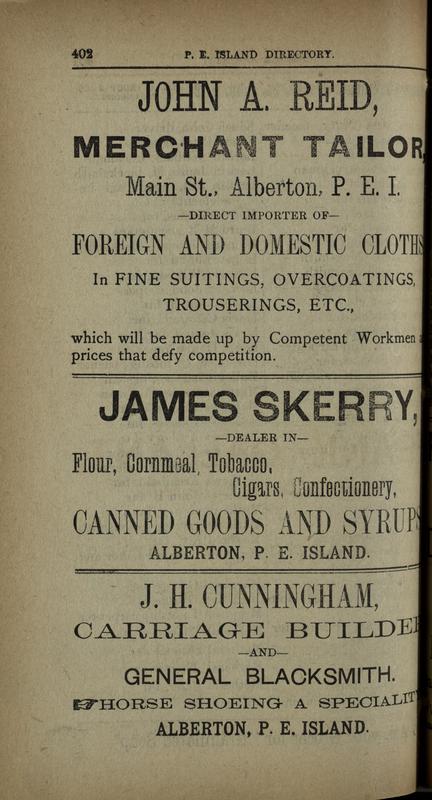 402 P. E. ISLAND DIRECTORY.
JOHN A. REID,
MERCHANT TAILOR,
Main St., Alberton, P. E. I.
—DIRECT IMPORTER OF—
FOREIGN AND DOMESTIC CLOTHS
In FINE SUITINGS, OVERCOATINGS,
TROUSERINGS, ETC.,
which will be made up by Competent Workmen a
prices that defy competition.
JAMES SKERRY,
—DEALER IN—
Flour, Cornmeal, Tobacco,
Cigars, Confectionery,
CANNED GOODS AND SYRUPS
ALBERTON, P. E. ISLAND.
J. H. CUNNINGHAM,
CARRIAGE BUILDER
—AND—
GENERAL BLACKSMITH.
☞HORSE SHOEING A SPECIALIT
ALBERTON, P. E. ISLAND.